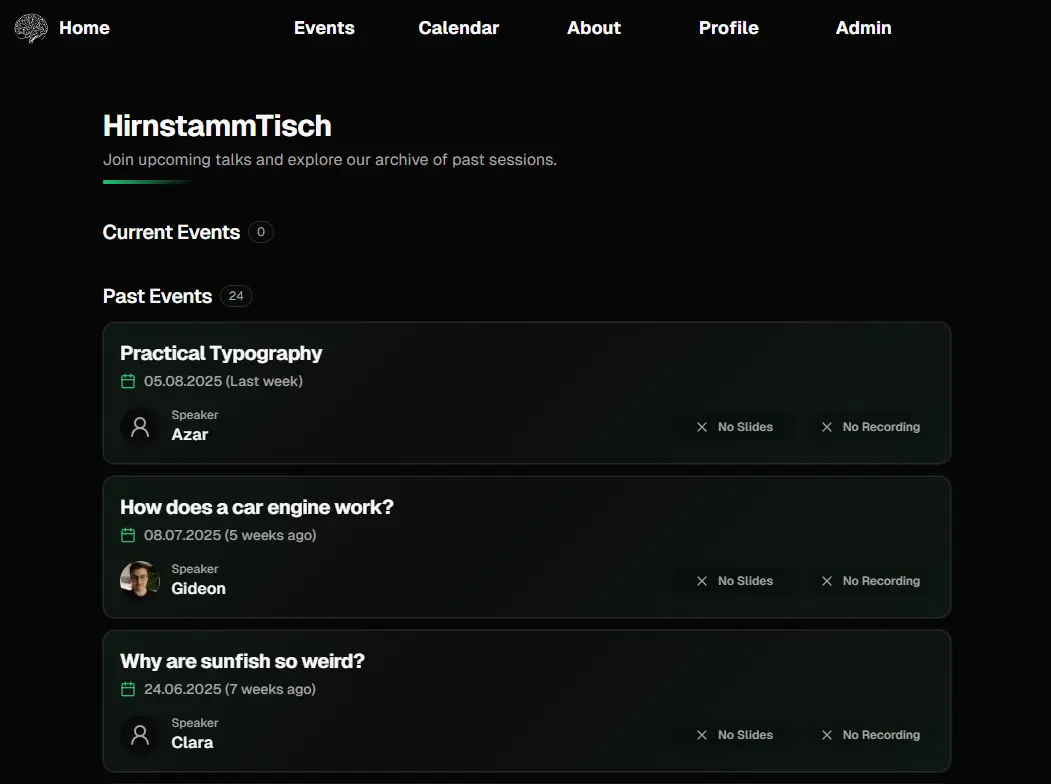 Home Events Calendar About Profile Admin
HirnstammTisch
Join upcoming talks and explore our archive of past sessions.
Current Events 0
Past Events 24
Practical Typography
05.08.2025 (Last week)
Speaker
Azar
No Slides No Recording
How does a car engine work?
08.07.2025 (5 weeks ago)
Speaker
Gideon
No Slides No Recording
Why are sunfish so weird?
24.06.2025 (7 weeks ago)
Speaker
Clara
No Slides No Recording